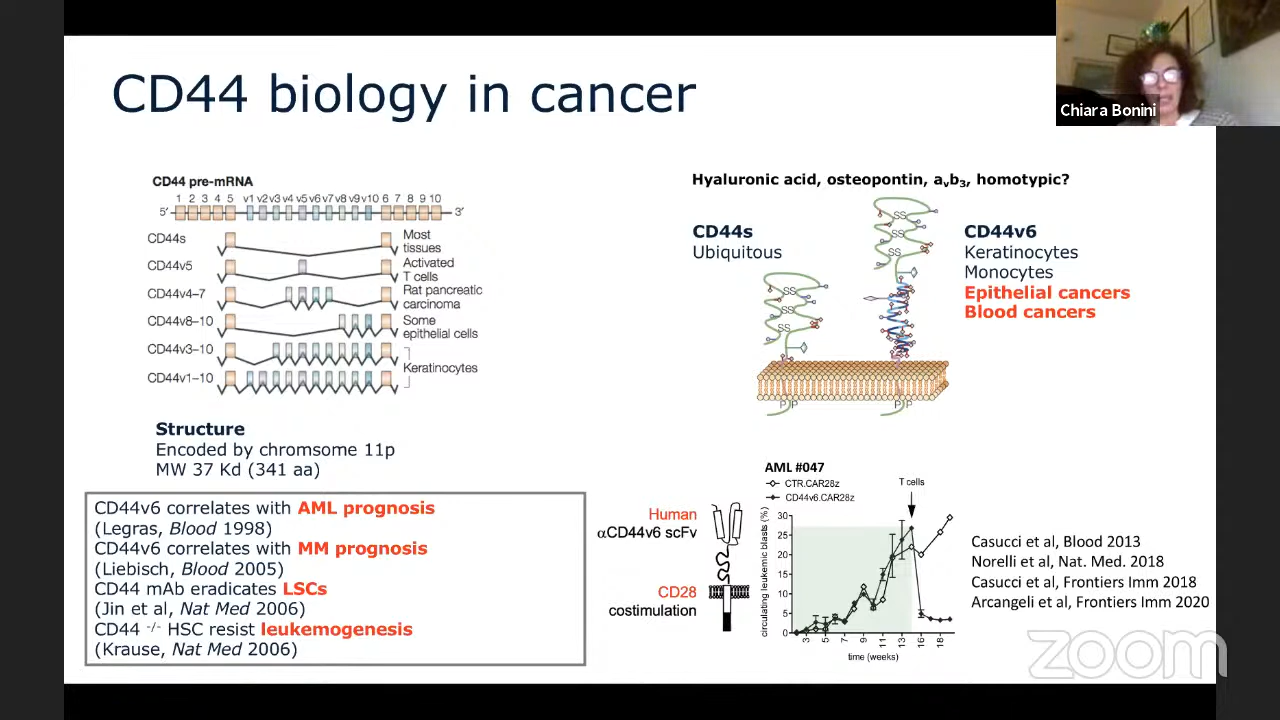 CD44 biology in cancer
Chiara Bonini
CD44 pre-mRNA
1 2 3 4 5 v1 v2 v3 v4 v5 v6 v7 v8 v9 v10 6 7 8 9 10
5′ 3′
CD44s
Most
tissues
CD44v5
Activated
T cells
CD44v4–7
Rat pancreatic
carcinoma
CD44v8–10
Some
epithelial cells
CD44v3–10
Keratinocytes
CD44v1–10
Structure
Encoded by chromsome 11p
MW 37 Kd (341 aa)
CD44v6 correlates with AML prognosis
(Legras, Blood 1998)
CD44v6 correlates with MM prognosis
(Liebisch, Blood 2005)
CD44 mAb eradicates LSCs
(Jin et al, Nat Med 2006)
CD44 -/- HSC resist leukemogenesis
(Krause, Nat Med 2006)
Hyaluronic acid, osteopontin, avb3, homotypic?
CD44s
Ubiquitous
SS
SS
SS
SS
SS
SS
P P
P P
CD44v6
Keratinocytes
Monocytes
Epithelial cancers
Blood cancers
Human
αCD44v6 scFv
CD28
costimulation
AML #047
CTR.CAR28z
CD44v6.CAR28z
T cells
circulating leukemic blasts (%)
30
25
20
15
10
5
0
3 5 7 9 11 13 16 18
time (weeks)
Casucci et al, Blood 2013
Norelli et al, Nat. Med. 2018
Casucci et al, Frontiers Imm 2018
Arcangeli et al, Frontiers Imm 2020
zoom